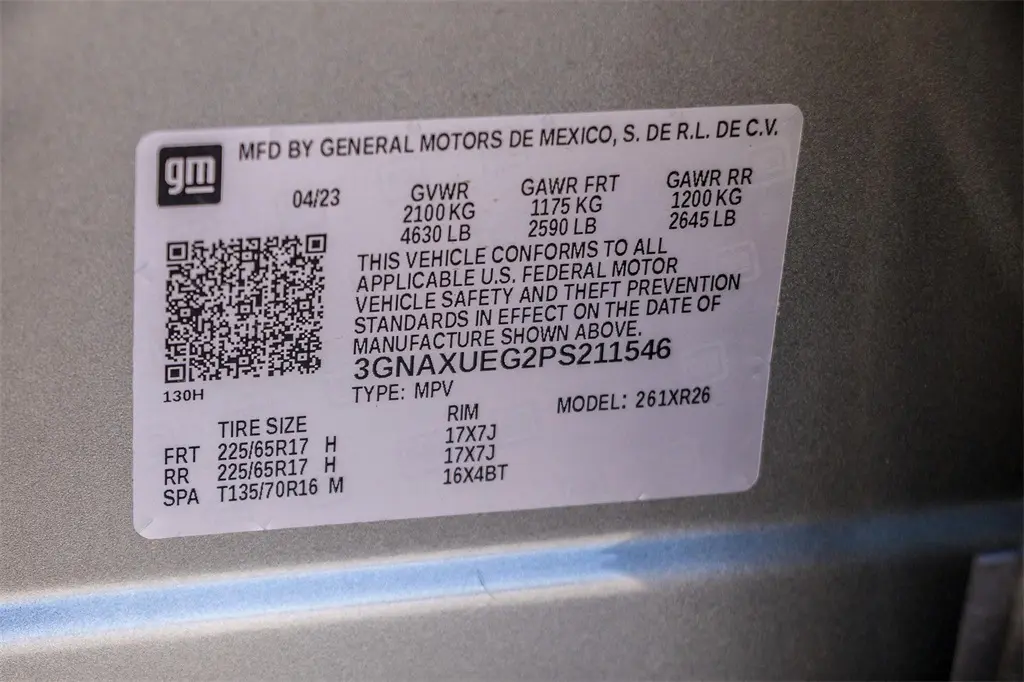 gm
MFD BY GENERAL MOTORS DE MEXICO, S. DE R.L. DE C.V.
04/23 GVWR GAWR FRT GAWR RR
2100 KG 1175 KG 1200 KG
4630 LB 2590 LB 2645 LB
THIS VEHICLE CONFORMS TO ALL
APPLICABLE U.S. FEDERAL MOTOR
VEHICLE SAFETY AND THEFT PREVENTION
STANDARDS IN EFFECT ON THE DATE OF
MANUFACTURE SHOWN ABOVE.
3GNAXUEG2PS211546
130H
TYPE: MPV MODEL: 261XR26
TIRE SIZE RIM
FRT 225/65R17 H 17X7J
RR 225/65R17 H 17X7J
SPA T135/70R16 M 16X4BT